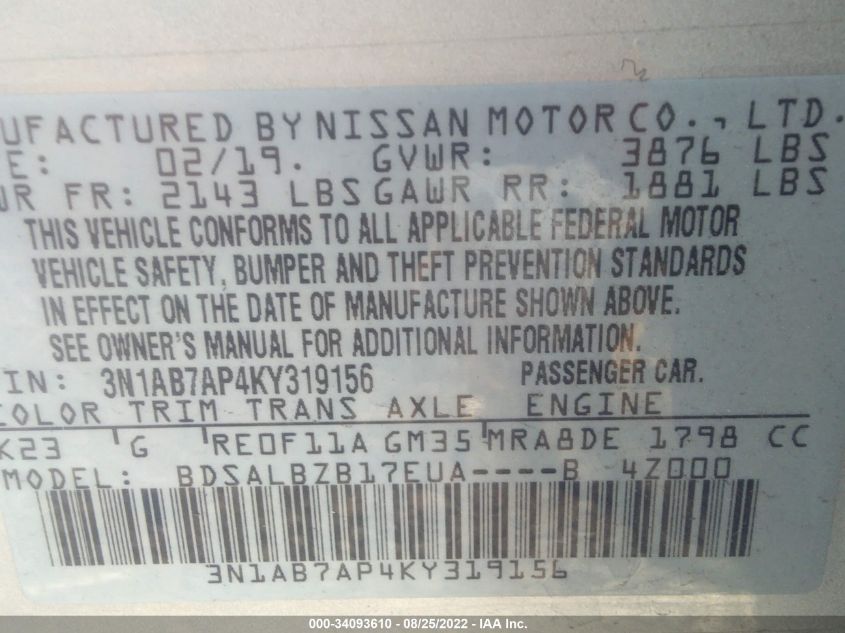 UFACTURED BY NISSAN MOTOR CO., LTD.
E: 02/19. GVWR: 3876 LBS
WR FR: 2143 LBS GAWR RR: 1881 LBS
THIS VEHICLE CONFORMS TO ALL APPLICABLE FEDERAL MOTOR
VEHICLE SAFETY, BUMPER AND THEFT PREVENTION STANDARDS
IN EFFECT ON THE DATE OF MANUFACTURE SHOWN ABOVE.
SEE OWNER'S MANUAL FOR ADDITIONAL INFORMATION.
IN: 3N1AB7AP4KY319156 PASSENGER CAR.
COLOR TRIM TRANS AXLE ENGINE
K23 G RE0F11A GM35 MRA8DE 1798 CC
MODEL: BDSALBZB17EUA----B 4Z000
3N1AB7AP4KY319156
000-34093610 - 08/25/2022 - IAA Inc.